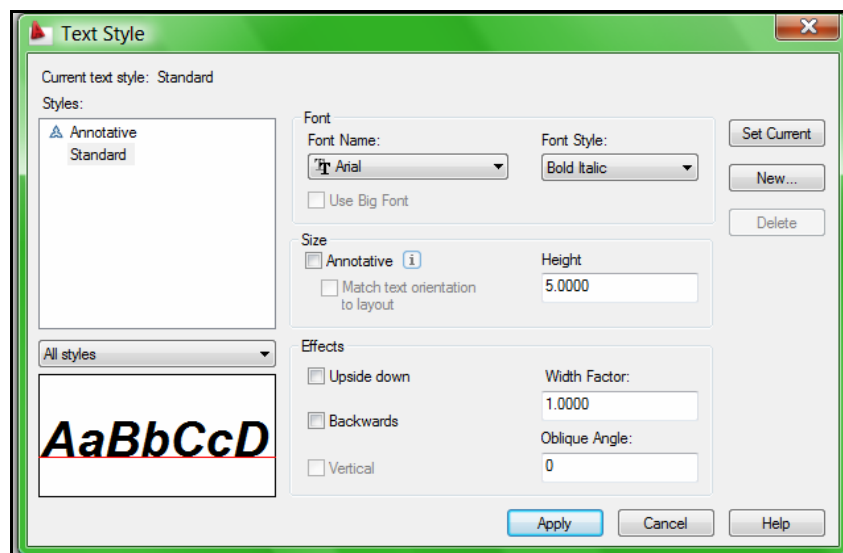 Text Style
Current text style: Standard
Styles:
Annotative
Standard
All styles
AaBbCcD
Font
Font Name:
Arial
Use Big Font
Font Style:
Bold Italic
Size
Annotative
Match text orientation
to layout
Height
5.0000
Effects
Upside down
Backwards
Vertical
Width Factor:
1.0000
Oblique Angle:
0
Set Current
New...
Delete
Apply
Cancel
Help